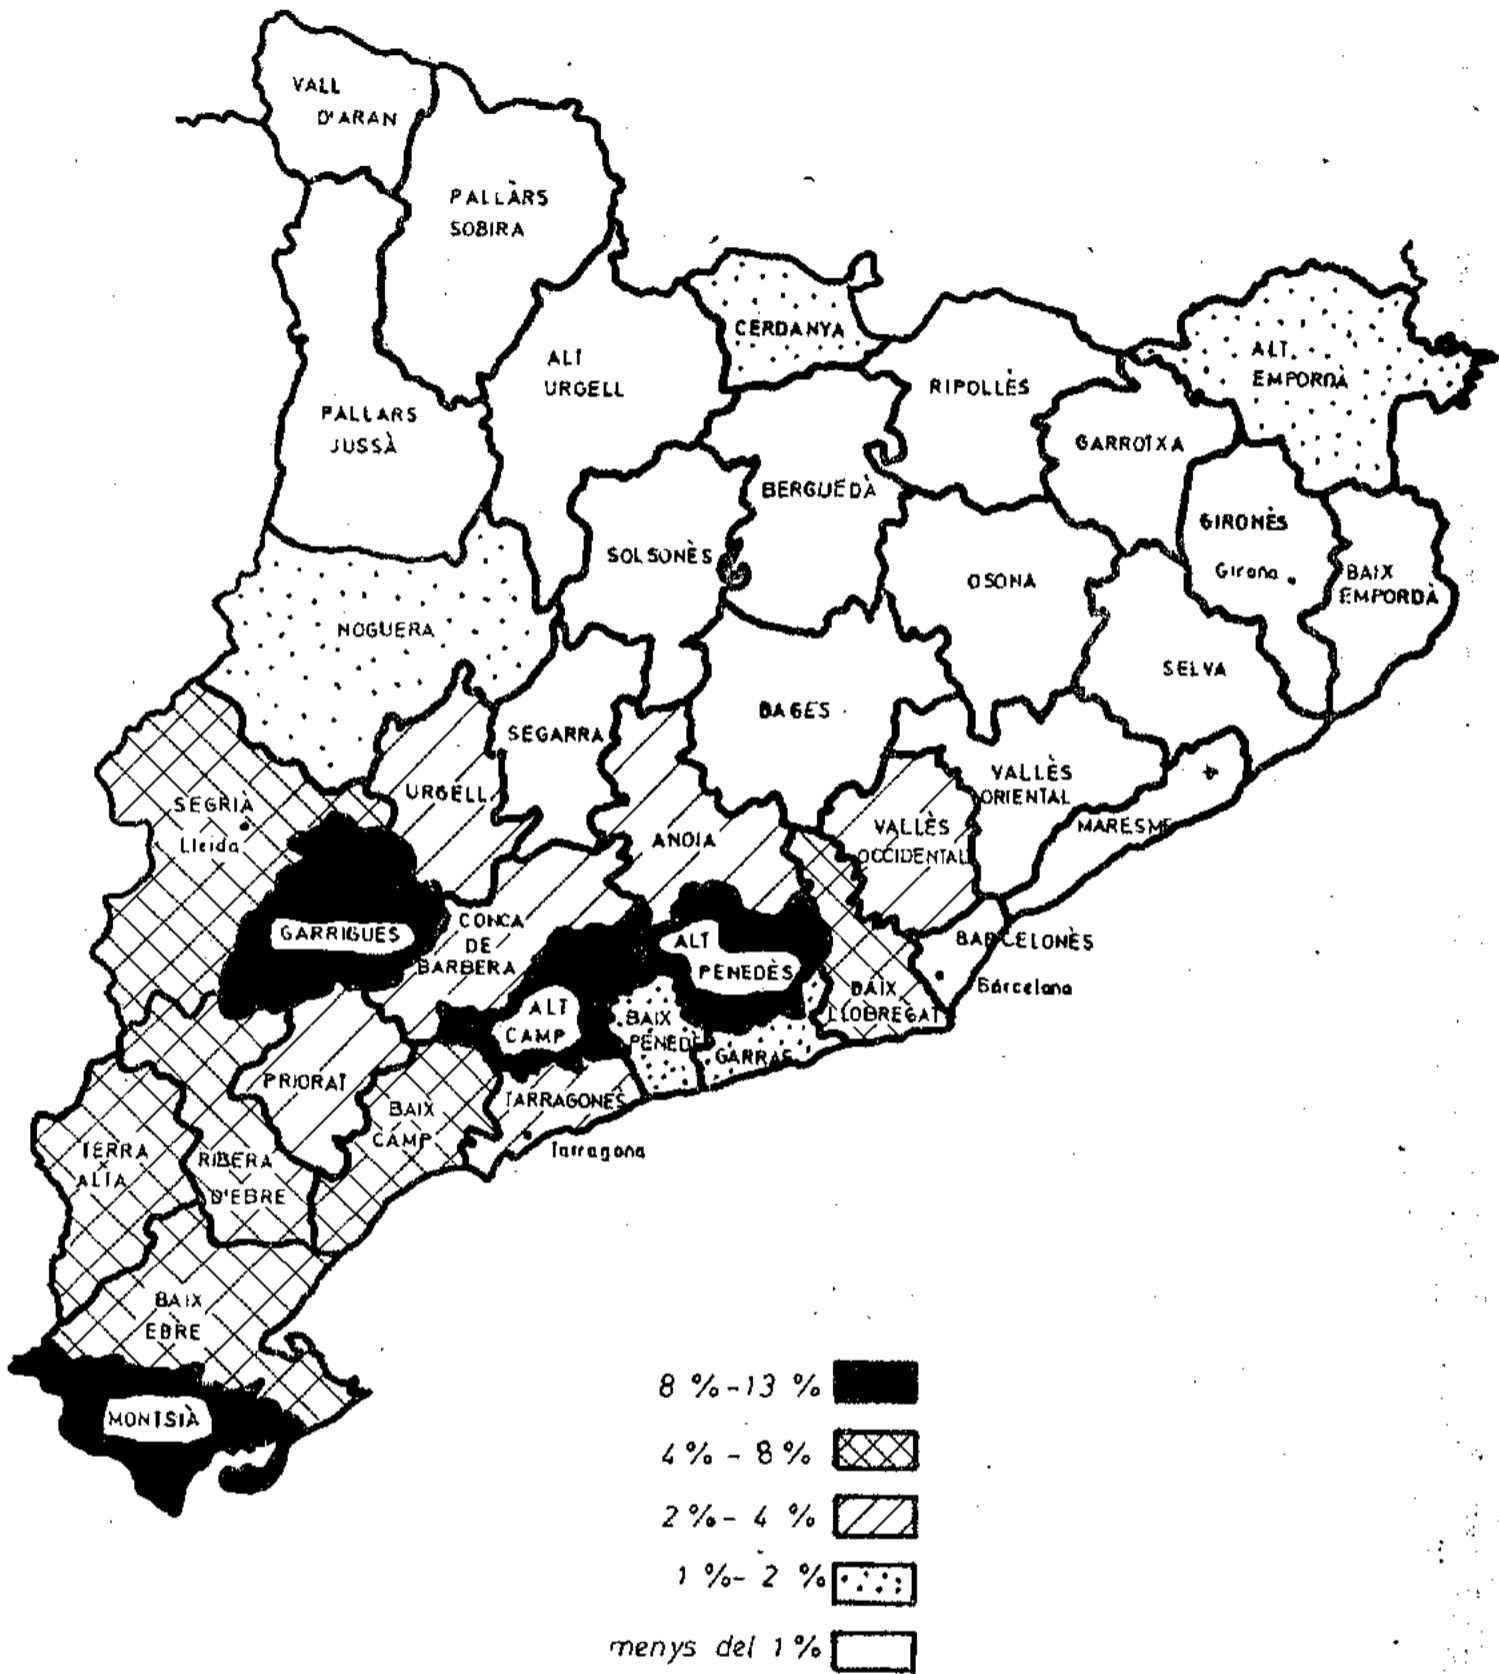 VALL
D'ARAN
PALLÀRS
SOBIRA
CERDANYA
ALT
EMPORDÀ
ALT
URGELL
RIPOLLÈS
PALLARS
JUSSÀ
GARROTXA
BERGUEDÀ
GIRONÈS
Girona
SOLSONÈS
OSONA
BAIX
EMPORDÀ
NOGUERA
SELVA
BAGES
SEGARRA
VALLÈS
ORIENTAL
URGELL
SEGRIÀ
Lleida
ANOIA
VALLÈS
OCCIDENTAL
MARESME
GARRIGUES
CONCA
DE
BARBERA
ALT
PENEDÈS
BARCELONÈS
Barcelona
BAIX
LLOBREGAT
ALT
CAMP
BAIX
PENEDÈ
GARRAF
PRIORAT
BAIX
CAMP
TARRAGONÈS
Tarragona
TERRA
ALTA
RIBERA
D'EBRE
BAIX
EBRE
MONTSIÀ
8 %-13 %
4 % - 8 %
2 %- 4 %
1 %- 2 %
menys del 1 %